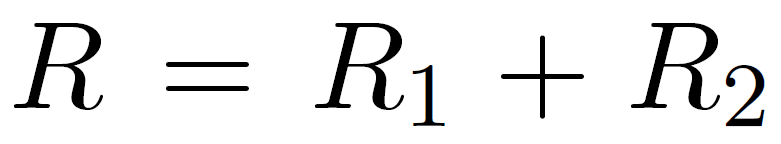 R = R₁ + R₂